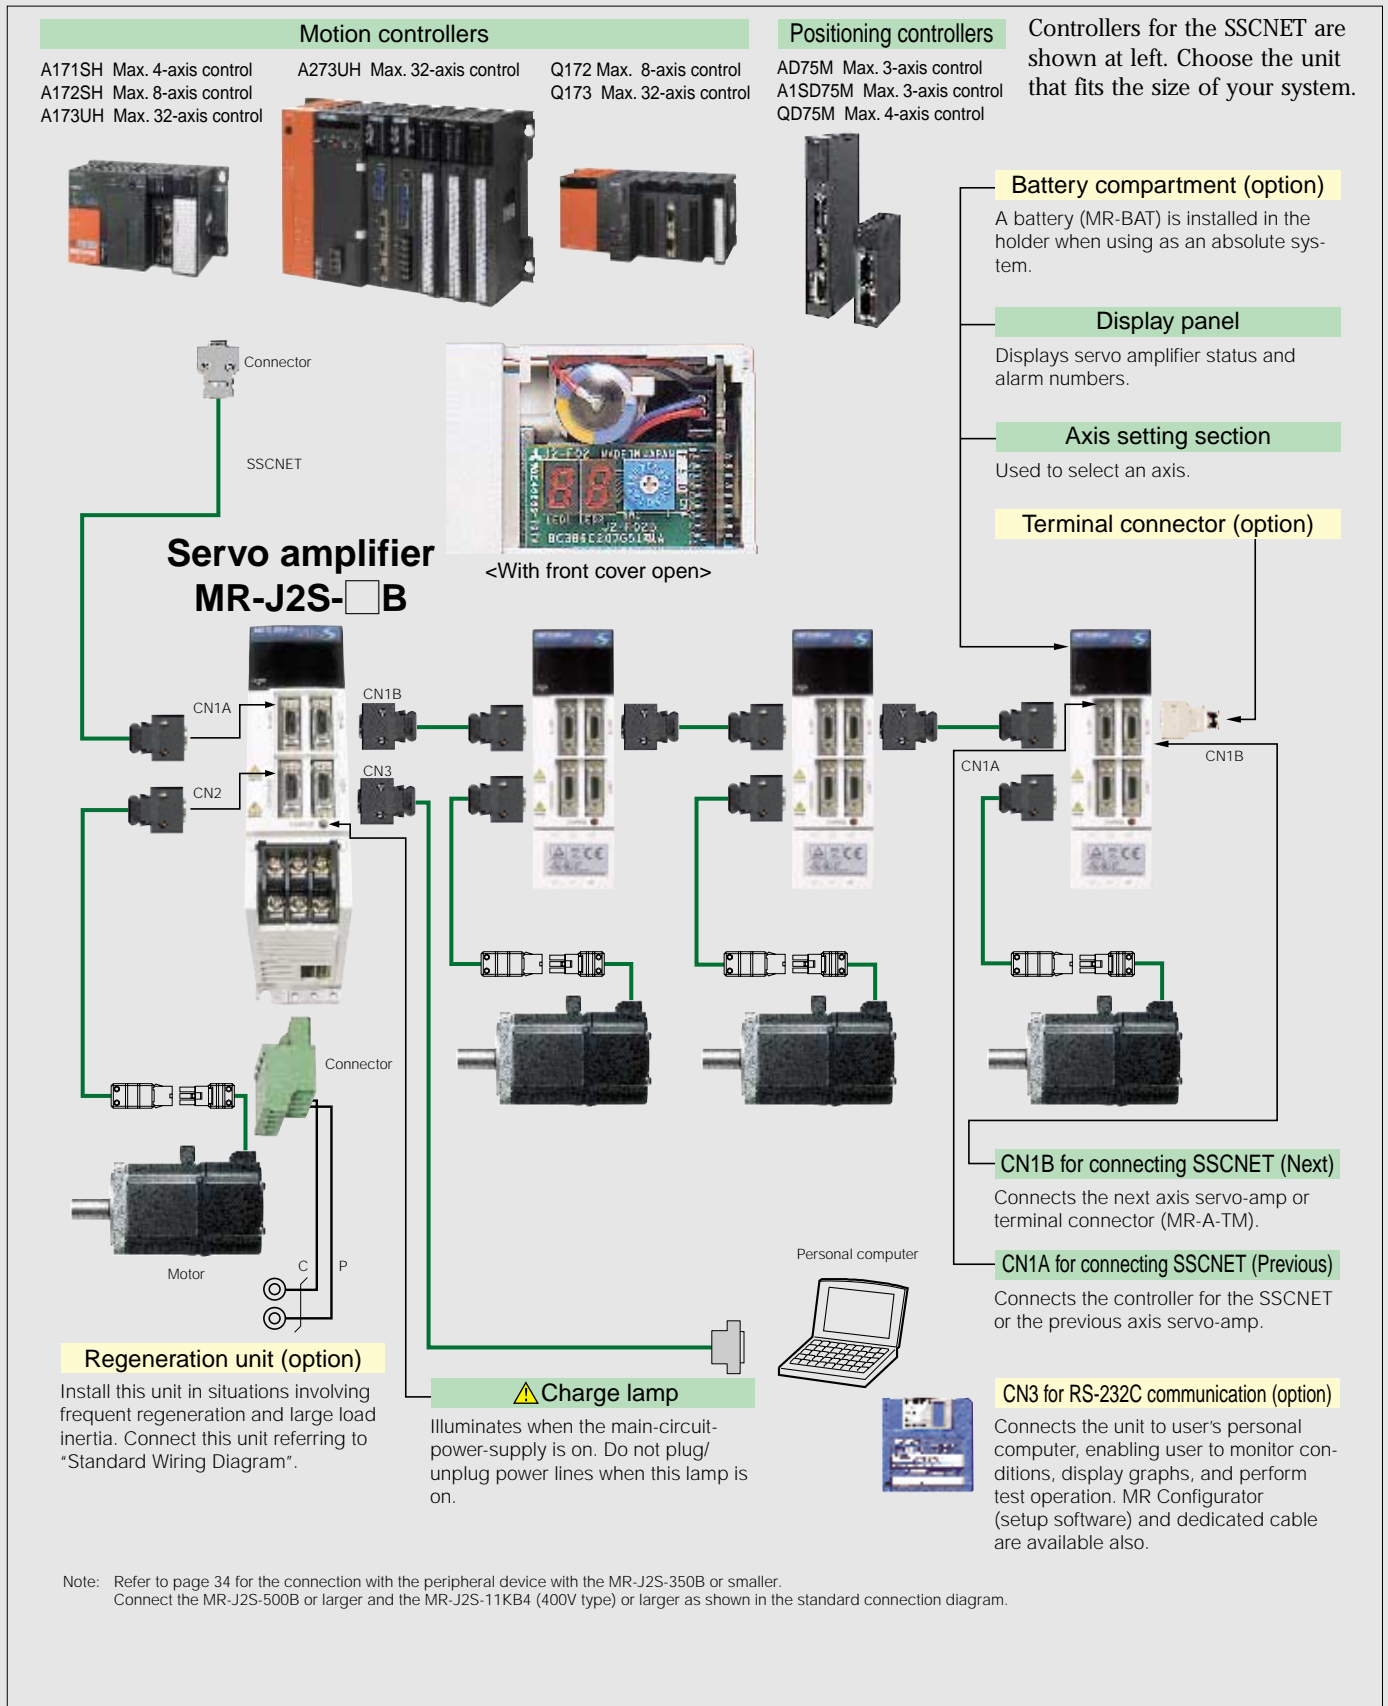 Motion controllers
A171SH Max. 4-axis control
A172SH Max. 8-axis control
A173UH Max. 32-axis control
A273UH Max. 32-axis control
Q172 Max. 8-axis control
Q173 Max. 32-axis control
Positioning controllers
AD75M Max. 3-axis control
A1SD75M Max. 3-axis control
QD75M Max. 4-axis control
Controllers for the SSCNET are
shown at left. Choose the unit
that fits the size of your system.
Battery compartment (option)
A battery (MR-BAT) is installed in the
holder when using as an absolute sys-
tem.
Display panel
Displays servo amplifier status and
alarm numbers.
Axis setting section
Used to select an axis.
Terminal connector (option)
Connector
SSCNET
J2-F02 MADE IN JAPAN
<With front cover open>
Servo amplifier
MR-J2S-□B
CN1A
CN1B
CN2
CN3
CN1A
CN1B
Connector
Motor
C P
Personal computer
CN1B for connecting SSCNET (Next)
Connects the next axis servo-amp or
terminal connector (MR-A-TM).
CN1A for connecting SSCNET (Previous)
Connects the controller for the SSCNET
or the previous axis servo-amp.
Regeneration unit (option)
Install this unit in situations involving
frequent regeneration and large load
inertia. Connect this unit referring to
"Standard Wiring Diagram".
Charge lamp
Illuminates when the main-circuit-
power-supply is on. Do not plug/
unplug power lines when this lamp is
on.
CN3 for RS-232C communication (option)
Connects the unit to user's personal
computer, enabling user to monitor con-
ditions, display graphs, and perform
test operation. MR Configurator
(setup software) and dedicated cable
are available also.
Note: Refer to page 34 for the connection with the peripheral device with the MR-J2S-350B or smaller.
Connect the MR-J2S-500B or larger and the MR-J2S-11KB4 (400V type) or larger as shown in the standard connection diagram.